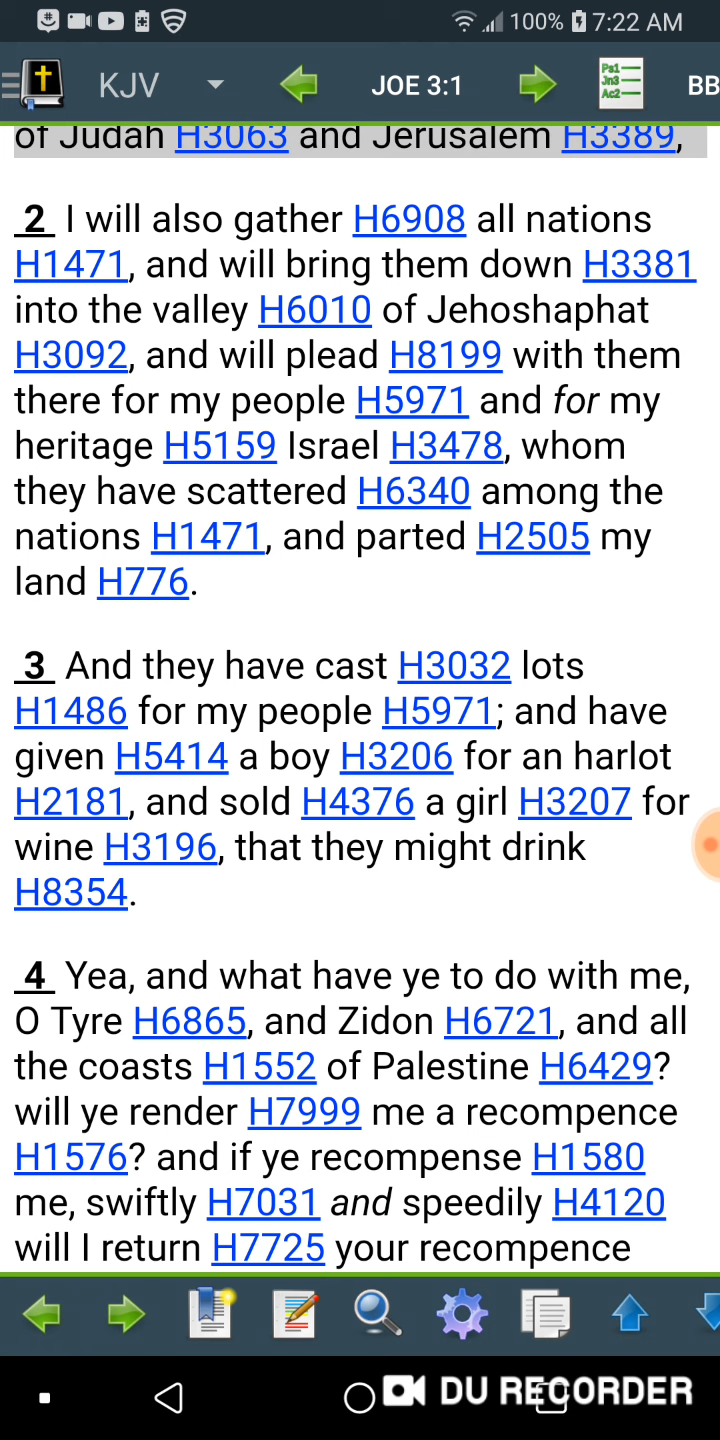 100% 7:22 AM
KJV JOE 3:1 Ps1 Jn3 Ac2 BB
of Judah H3063 and Jerusalem H3389,
2 I will also gather H6908 all nations
H1471, and will bring them down H3381
into the valley H6010 of Jehoshaphat
H3092, and will plead H8199 with them
there for my people H5971 and for my
heritage H5159 Israel H3478, whom
they have scattered H6340 among the
nations H1471, and parted H2505 my
land H776.
3 And they have cast H3032 lots
H1486 for my people H5971; and have
given H5414 a boy H3206 for an harlot
H2181, and sold H4376 a girl H3207 for
wine H3196, that they might drink
H8354.
4 Yea, and what have ye to do with me,
O Tyre H6865, and Zidon H6721, and all
the coasts H1552 of Palestine H6429?
will ye render H7999 me a recompence
H1576? and if ye recompense H1580
me, swiftly H7031 and speedily H4120
will I return H7725 your recompence
DU RECORDER